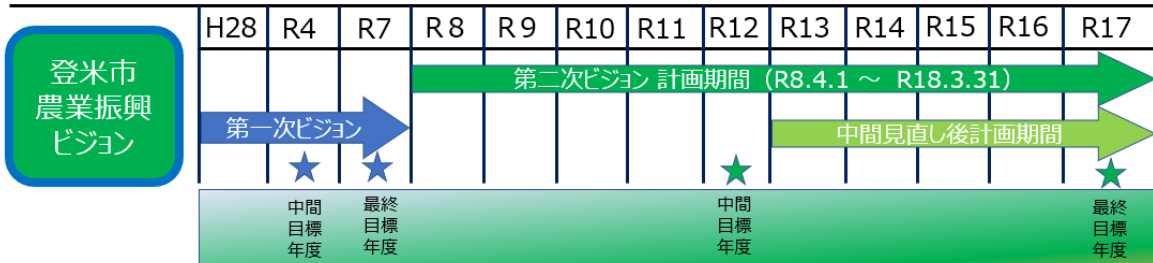 H28 R4 R7 R8 R9 R10 R11 R12 R13 R14 R15 R16 R17
登米市
農業振興
ビジョン
第二次ビジョン 計画期間（R8.4.1 ～ R18.3.31）
第一次ビジョン
中間見直し後計画期間
中間
目標
年度
最終
目標
年度
中間
目標
年度
最終
目標
年度